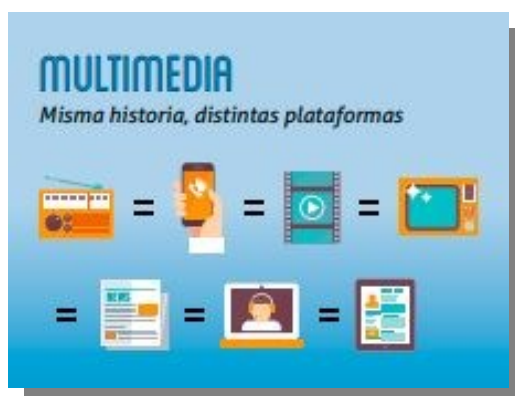 MULTIMEDIA
Misma historia, distintas plataformas
= = =
= NEWS = =